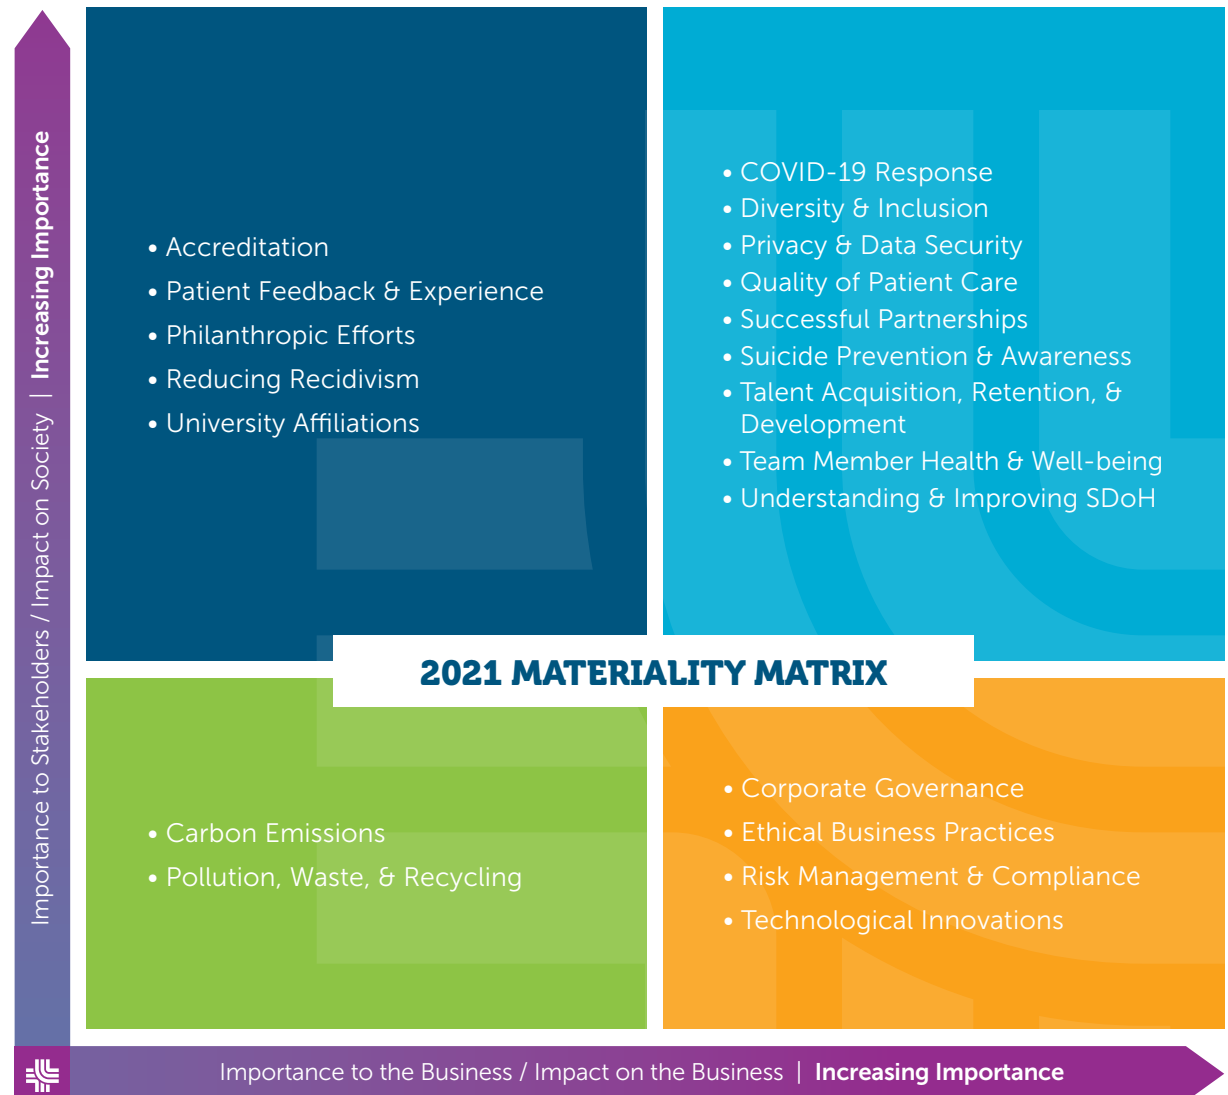 Importance to Stakeholders / Impact on Society | Increasing Importance
• Accreditation
• Patient Feedback & Experience
• Philanthropic Efforts
• Reducing Recidivism
• University Affiliations
• COVID-19 Response
• Diversity & Inclusion
• Privacy & Data Security
• Quality of Patient Care
• Successful Partnerships
• Suicide Prevention & Awareness
• Talent Acquisition, Retention, &
Development
• Team Member Health & Well-being
• Understanding & Improving SDoH
2021 MATERIALITY MATRIX
• Carbon Emissions
• Pollution, Waste, & Recycling
• Corporate Governance
• Ethical Business Practices
• Risk Management & Compliance
• Technological Innovations
Importance to the Business / Impact on the Business | Increasing Importance